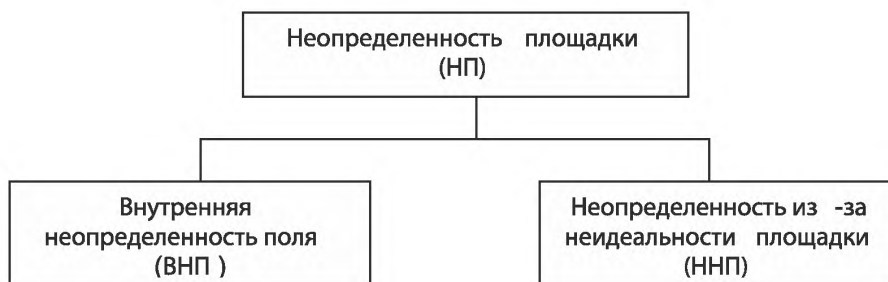 Неопределенность площадки
(НП)
Внутренняя
неопределенность поля
(ВНП )
Неопределенность из -за
неидеальности площадки
(ННП)